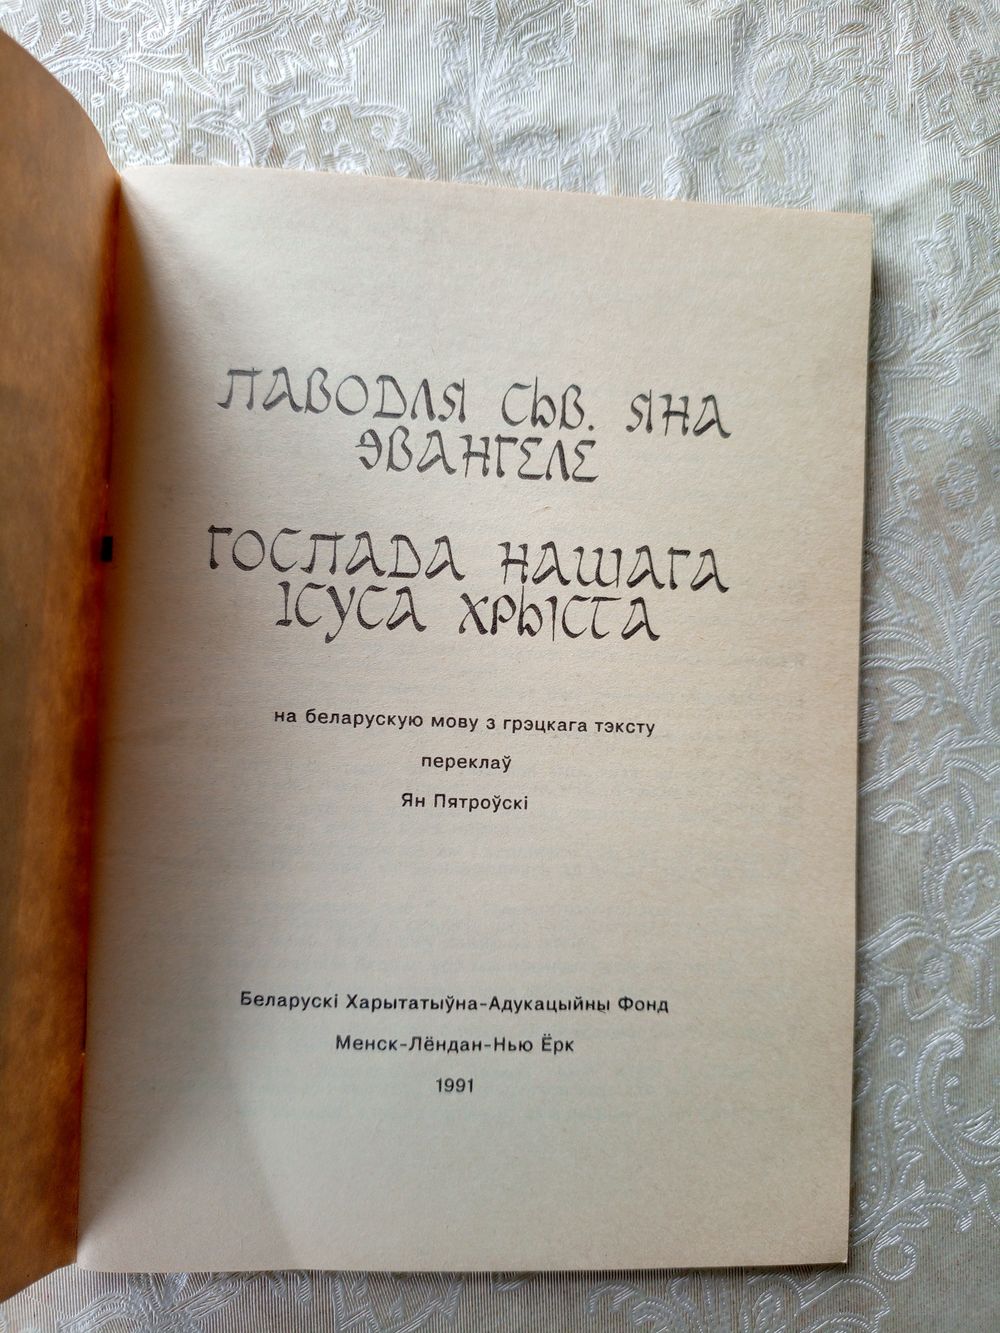 ПАВОДЛЯ СЬВ. ЯНА
ЭВАНГЕЛЕ
ГОСПАДА НАШАГА
ІСУСА ХРЫСТА
на беларускую мову з грэцкага тэксту
пераклаў
Ян Пятроўскі
Беларускі Харытатыўна-Адукацыйны Фонд
Менск-Лёндан-Нью Ёрк
1991